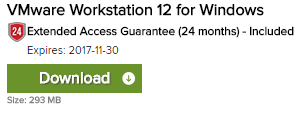 VMware Workstation 12 for Windows
24 Extended Access Guarantee (24 months) - Included
Expires: 2017-11-30
Download
Size: 293 MB